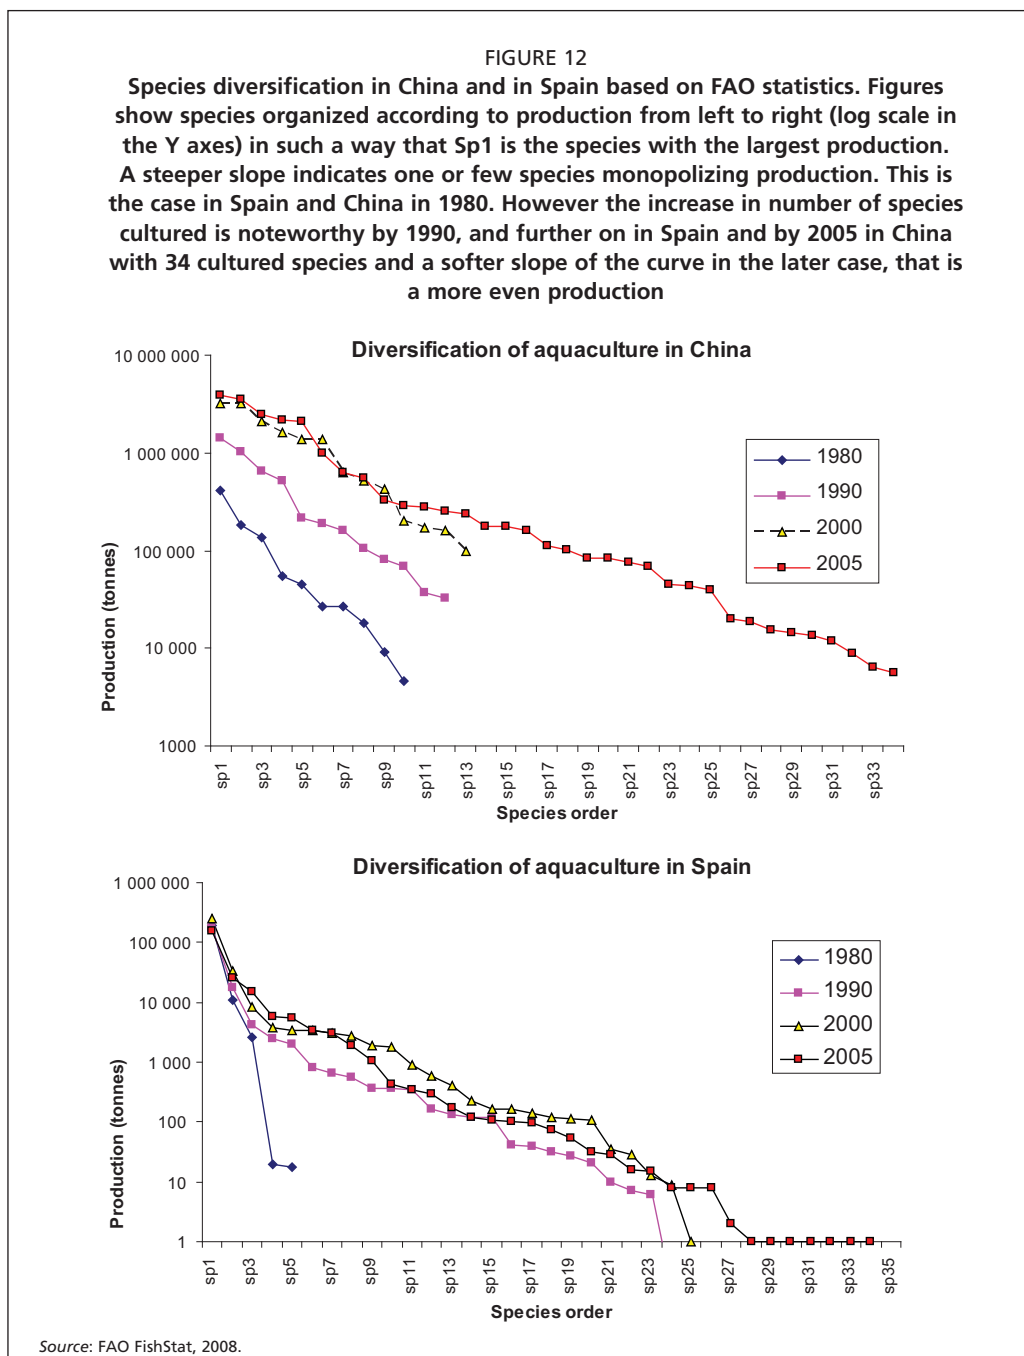 FIGURE 12
Species diversification in China and in Spain based on FAO statistics. Figures
show species organized according to production from left to right (log scale in
the Y axes) in such a way that Sp1 is the species with the largest production.
A steeper slope indicates one or few species monopolizing production. This is
the case in Spain and China in 1980. However the increase in number of species
cultured is noteworthy by 1990, and further on in Spain and by 2005 in China
with 34 cultured species and a softer slope of the curve in the later case, that is
a more even production
Diversification of aquaculture in China
Production (tonnes)
10 000 000
1 000 000
100 000
10 000
1000
1980
1990
2000
2005
sp1
sp3
sp5
sp7
sp9
sp11
sp13
sp15
sp17
sp19
sp21
sp23
sp25
sp27
sp29
sp31
sp33
Species order
Diversification of aquaculture in Spain
Production (tonnes)
1 000 000
100 000
10 000
1 000
100
10
1
1980
1990
2000
2005
sp1
sp3
sp5
sp7
sp9
sp11
sp13
sp15
sp17
sp19
sp21
sp23
sp25
sp27
sp29
sp31
sp33
sp35
Species order
Source: FAO FishStat, 2008.